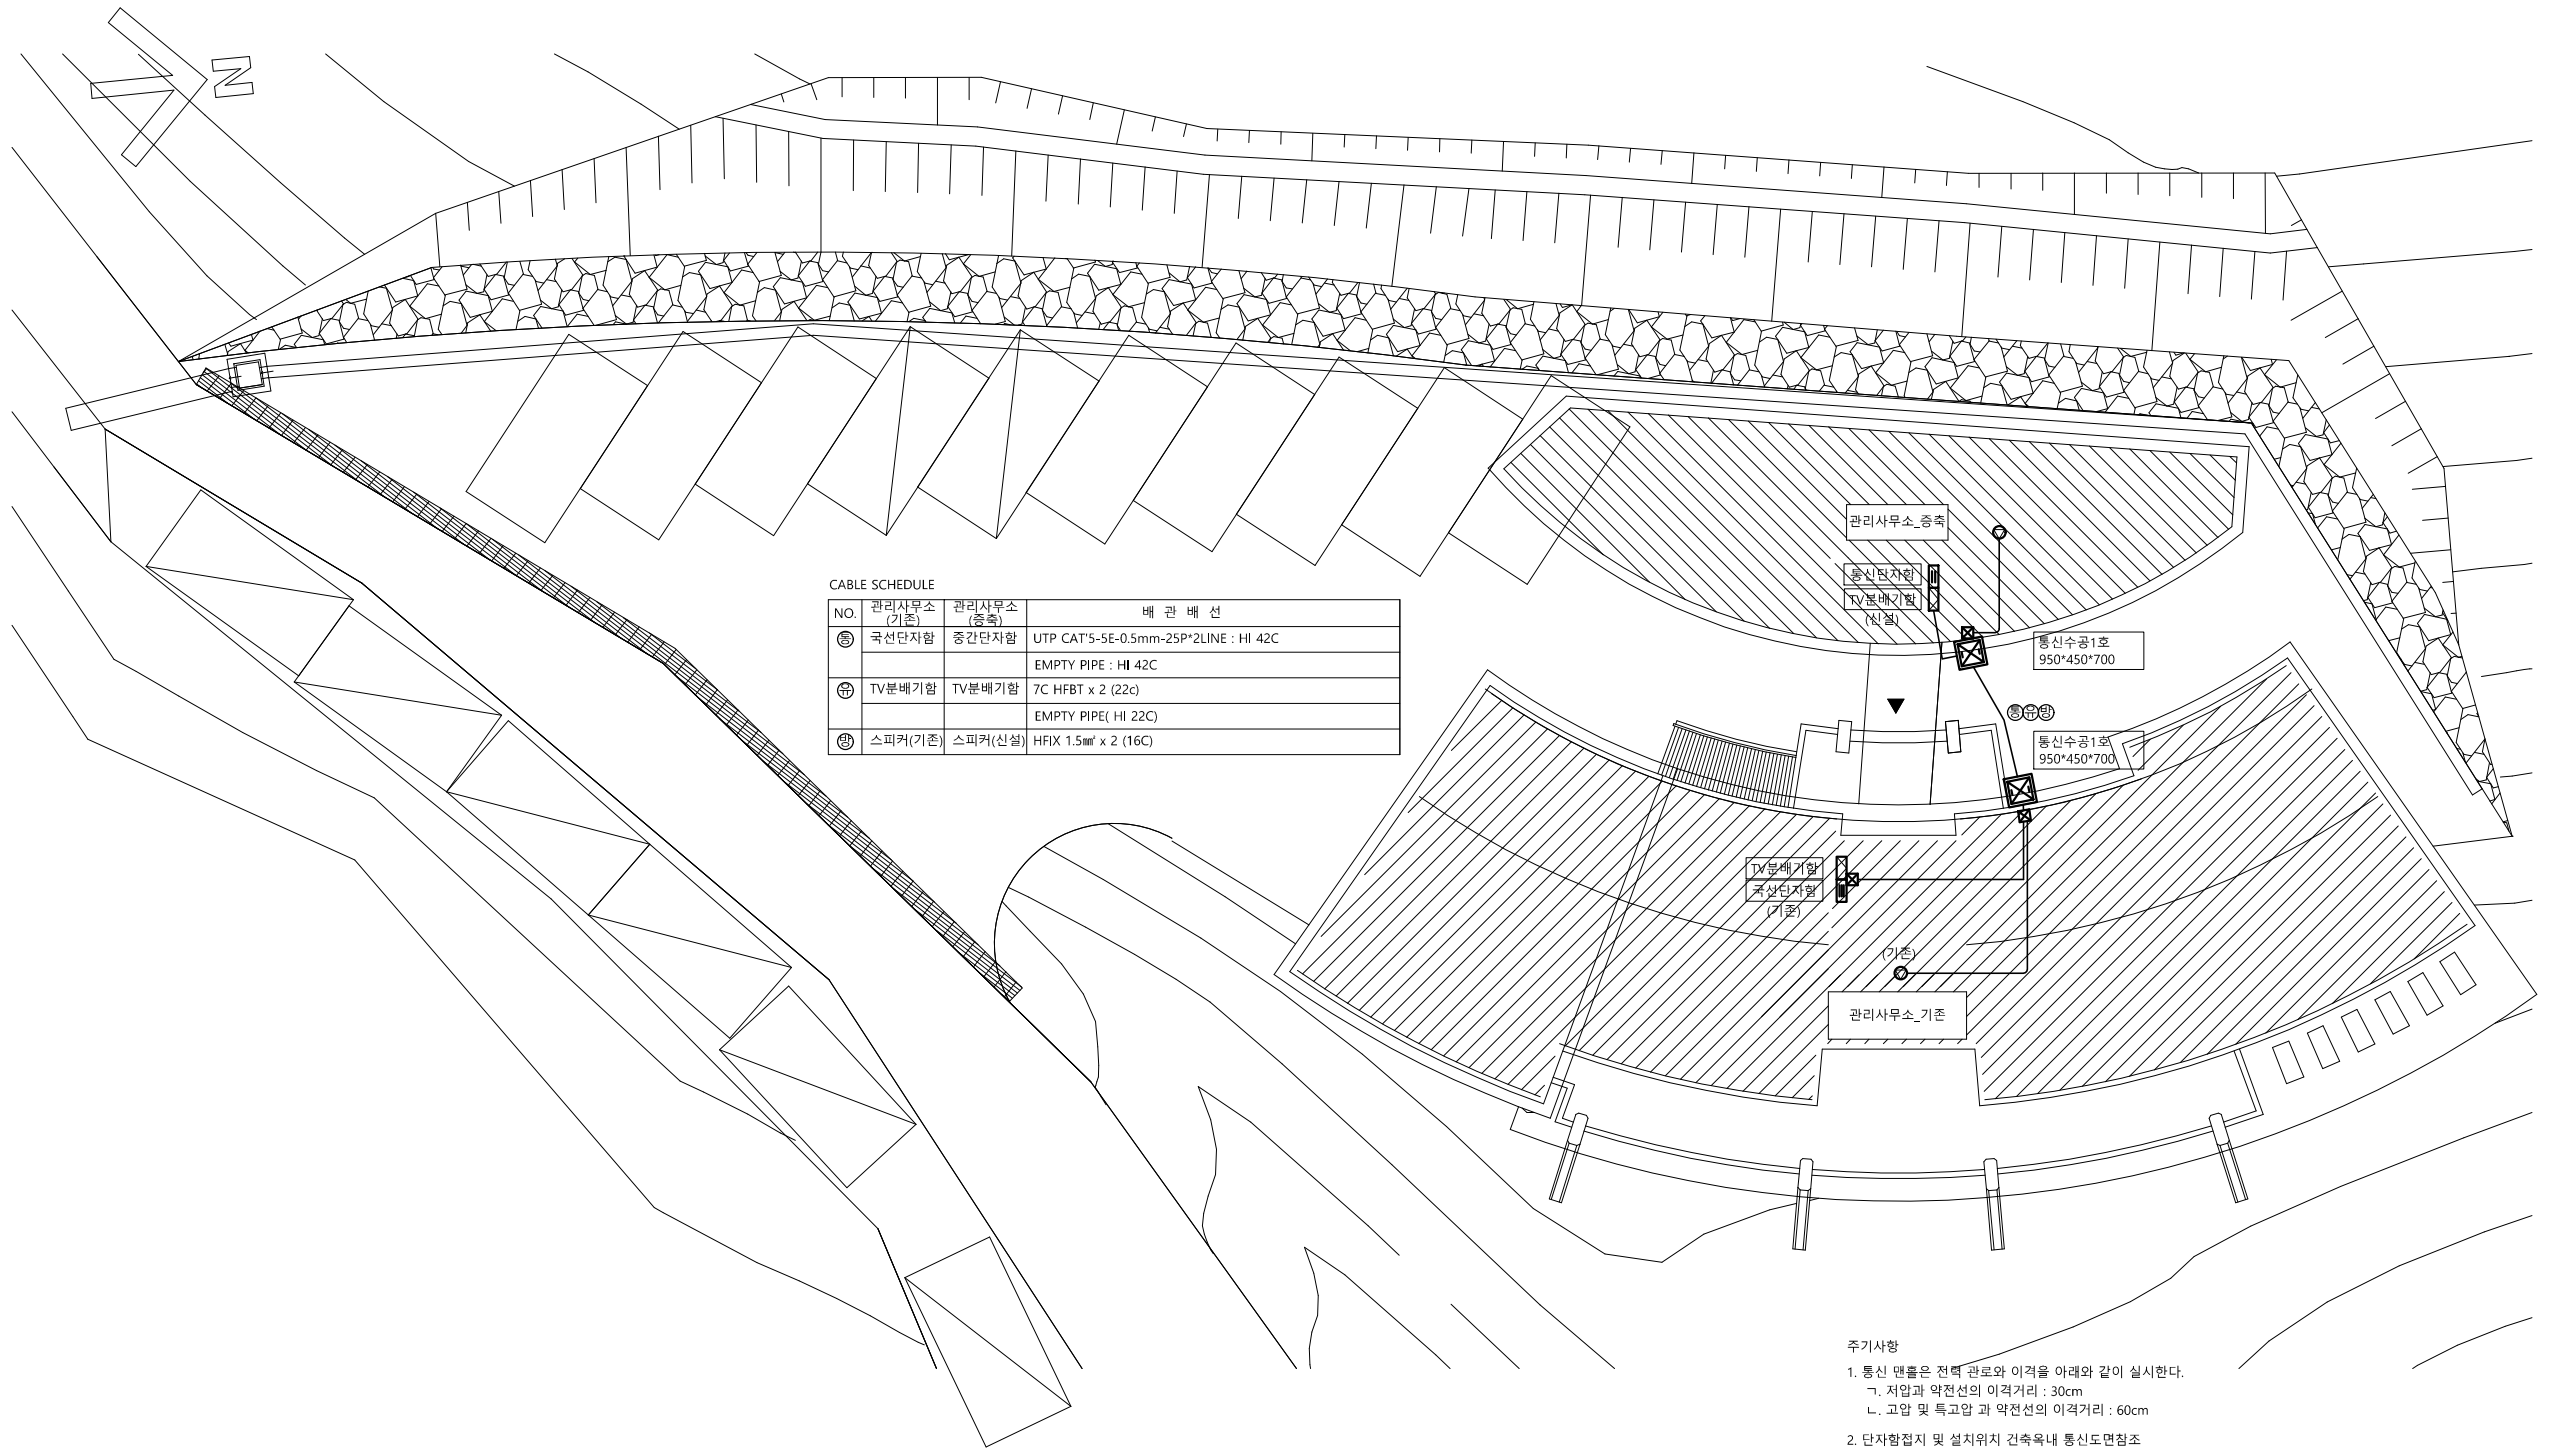 N
관리사무소_증축
통신단자함
TV분배기함
(신설)
통신수공1호
950*450*700
통유방
통신수공1호
950*450*700
CABLE SCHEDULE
NO. 관리사무소 (기존) 관리사무소 (증축) 배 관 배 선
통 국선단자함 중간단자함 UTP CAT'5-5E-0.5mm-25P*2LINE : HI 42C
EMPTY PIPE : HI 42C
유 TV분배기함 TV분배기함 7C HFBT x 2 (22c)
EMPTY PIPE( HI 22C)
방 스피커(기존) 스피커(신설) HFIX 1.5㎟ x 2 (16C)
TV분배기함
국선단자함
(기존)
(기존)
관리사무소_기존
주기사항
1. 통신 맨홀은 전력 관로와 이격을 아래와 같이 실시한다.
ㄱ. 저압과 약전선의 이격거리 : 30cm
ㄴ. 고압 및 특고압 과 약전선의 이격거리 : 60cm
2. 단자함접지 및 설치위치 건축옥내 통신도면참조